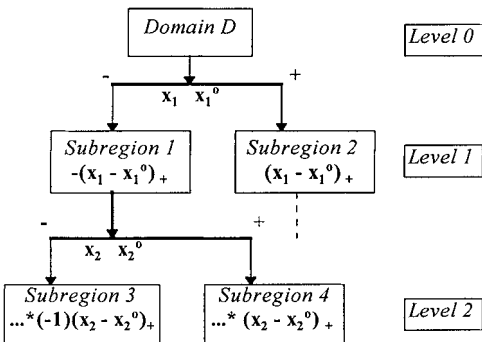 Domain D
Level 0
- +
x₁ x₁°
Subregion 1
-(x₁ - x₁°)₊
Subregion 2
(x₁ - x₁°)₊
Level 1
- +
x₂ x₂°
Subregion 3
...*(-1)(x₂ - x₂°)₊
Subregion 4
...* (x₂ - x₂°)₊
Level 2